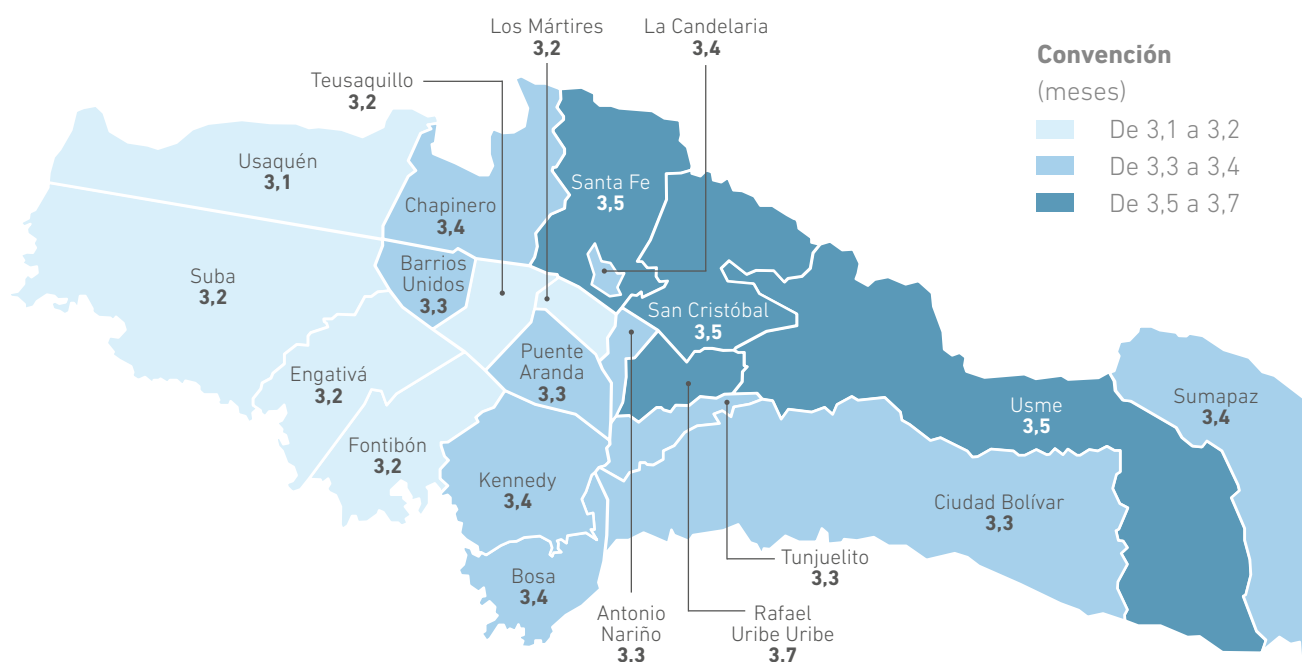 Los Mártires
3,2
La Candelaria
3,4
Convención
(meses)
De 3,1 a 3,2
De 3,3 a 3,4
De 3,5 a 3,7
Teusaquillo
3,2
Usaquén
3,1
Santa Fe
3,5
Chapinero
3,4
Barrios
Unidos
3,3
Suba
3,2
San Cristóbal
3,5
Puente
Aranda
3,3
Engativá
3,2
Usme
3,5
Sumapaz
3,4
Fontibón
3,2
Kennedy
3,4
Ciudad Bolívar
3,3
Tunjuelito
3,3
Bosa
3,4
Antonio
Nariño
3,3
Rafael
Uribe Uribe
3,7